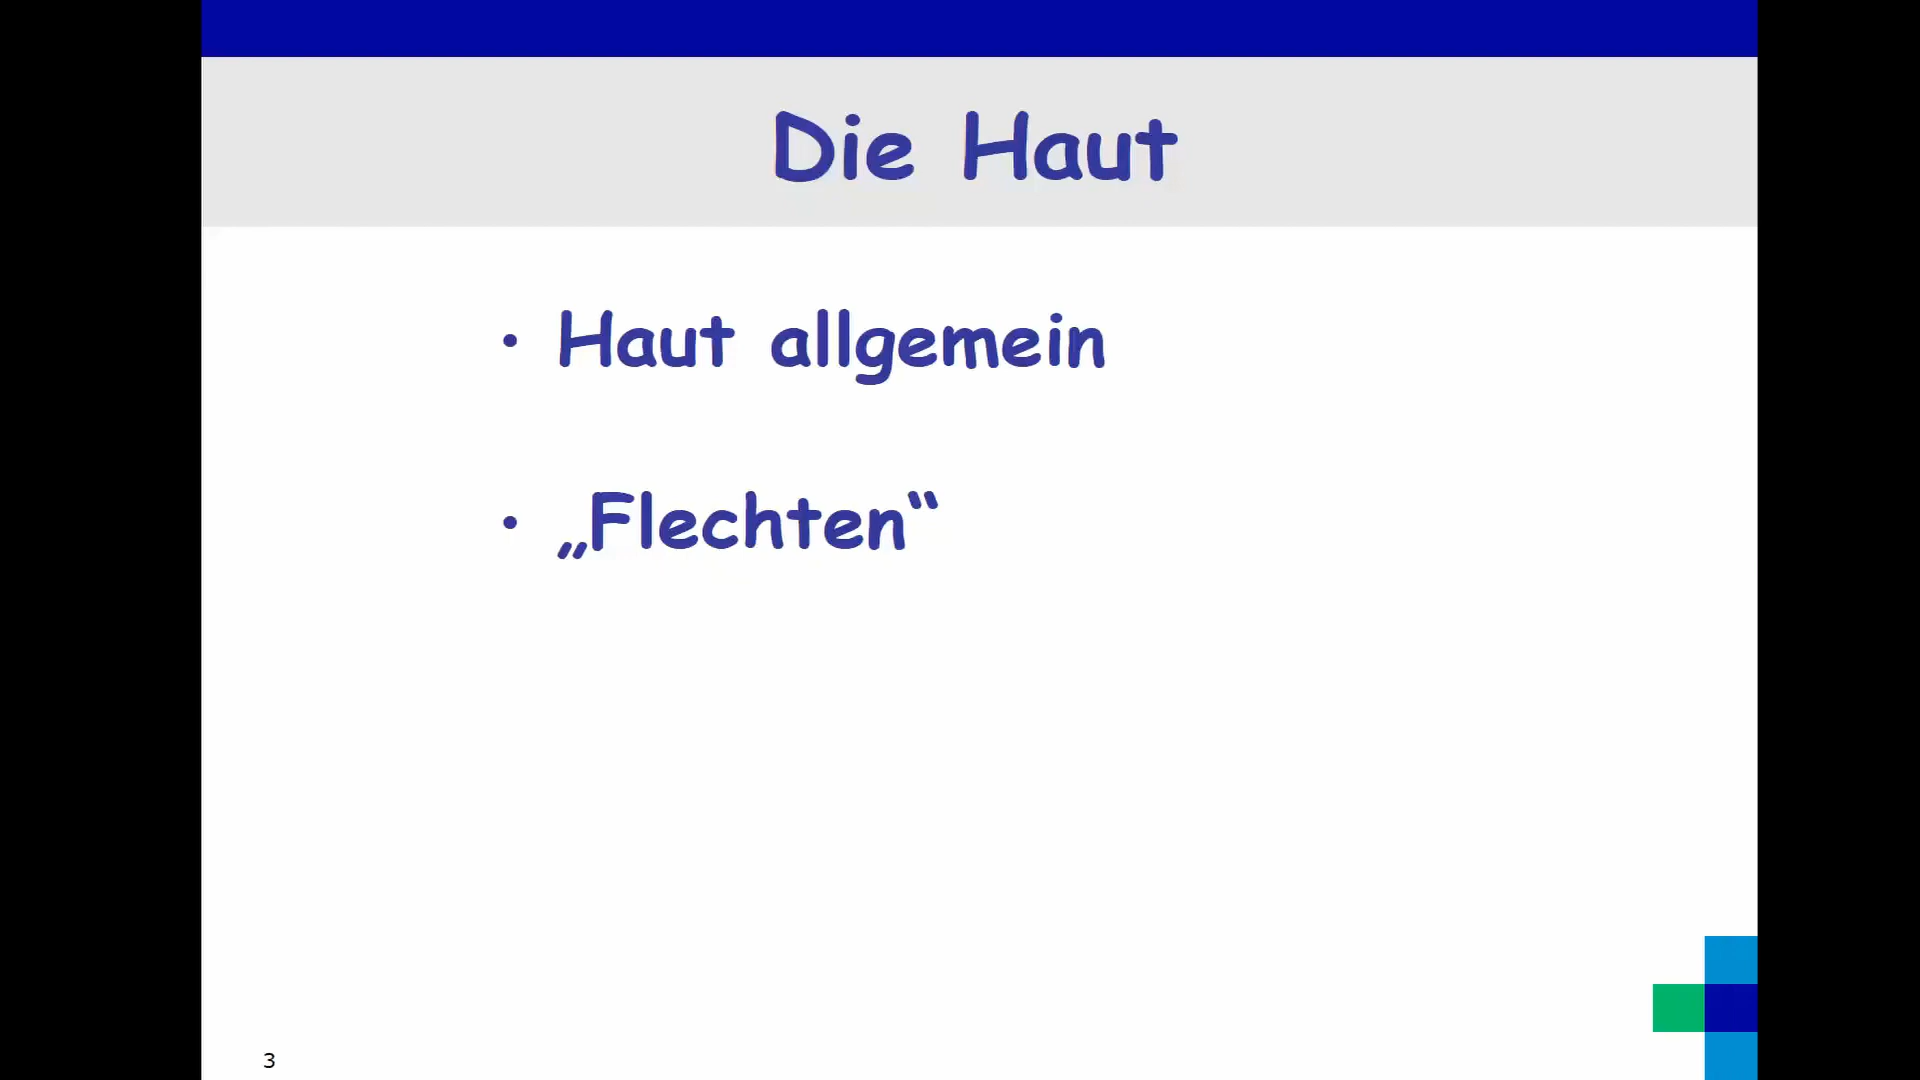 Die Haut
• Haut allgemein
• „Flechten“
3